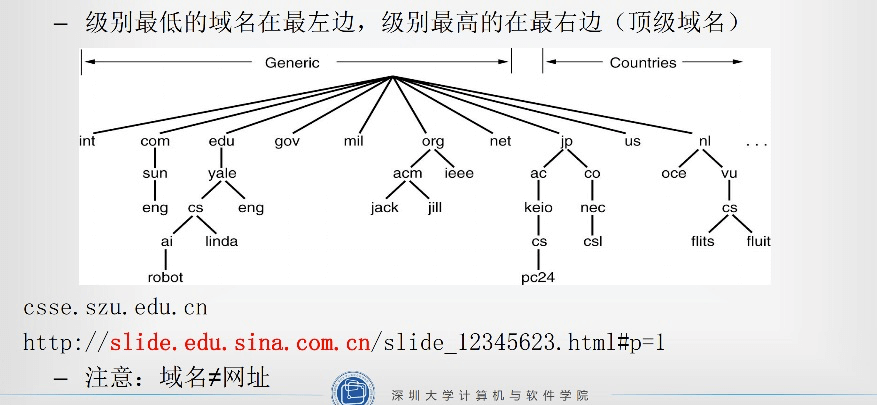 – 级别最低的域名在最左边，级别最高的在最右边（顶级域名）
Generic Countries
int com edu gov mil org net jp us nl ...
sun yale acm ieee ac co oce vu
eng cs eng jack jill keio nec cs
ai linda cs csl flits fluit
robot pc24
csse.szu.edu.cn
http://slide.edu.sina.com.cn/slide_12345623.html#p=1
– 注意：域名≠网址
深圳大学计算机与软件学院